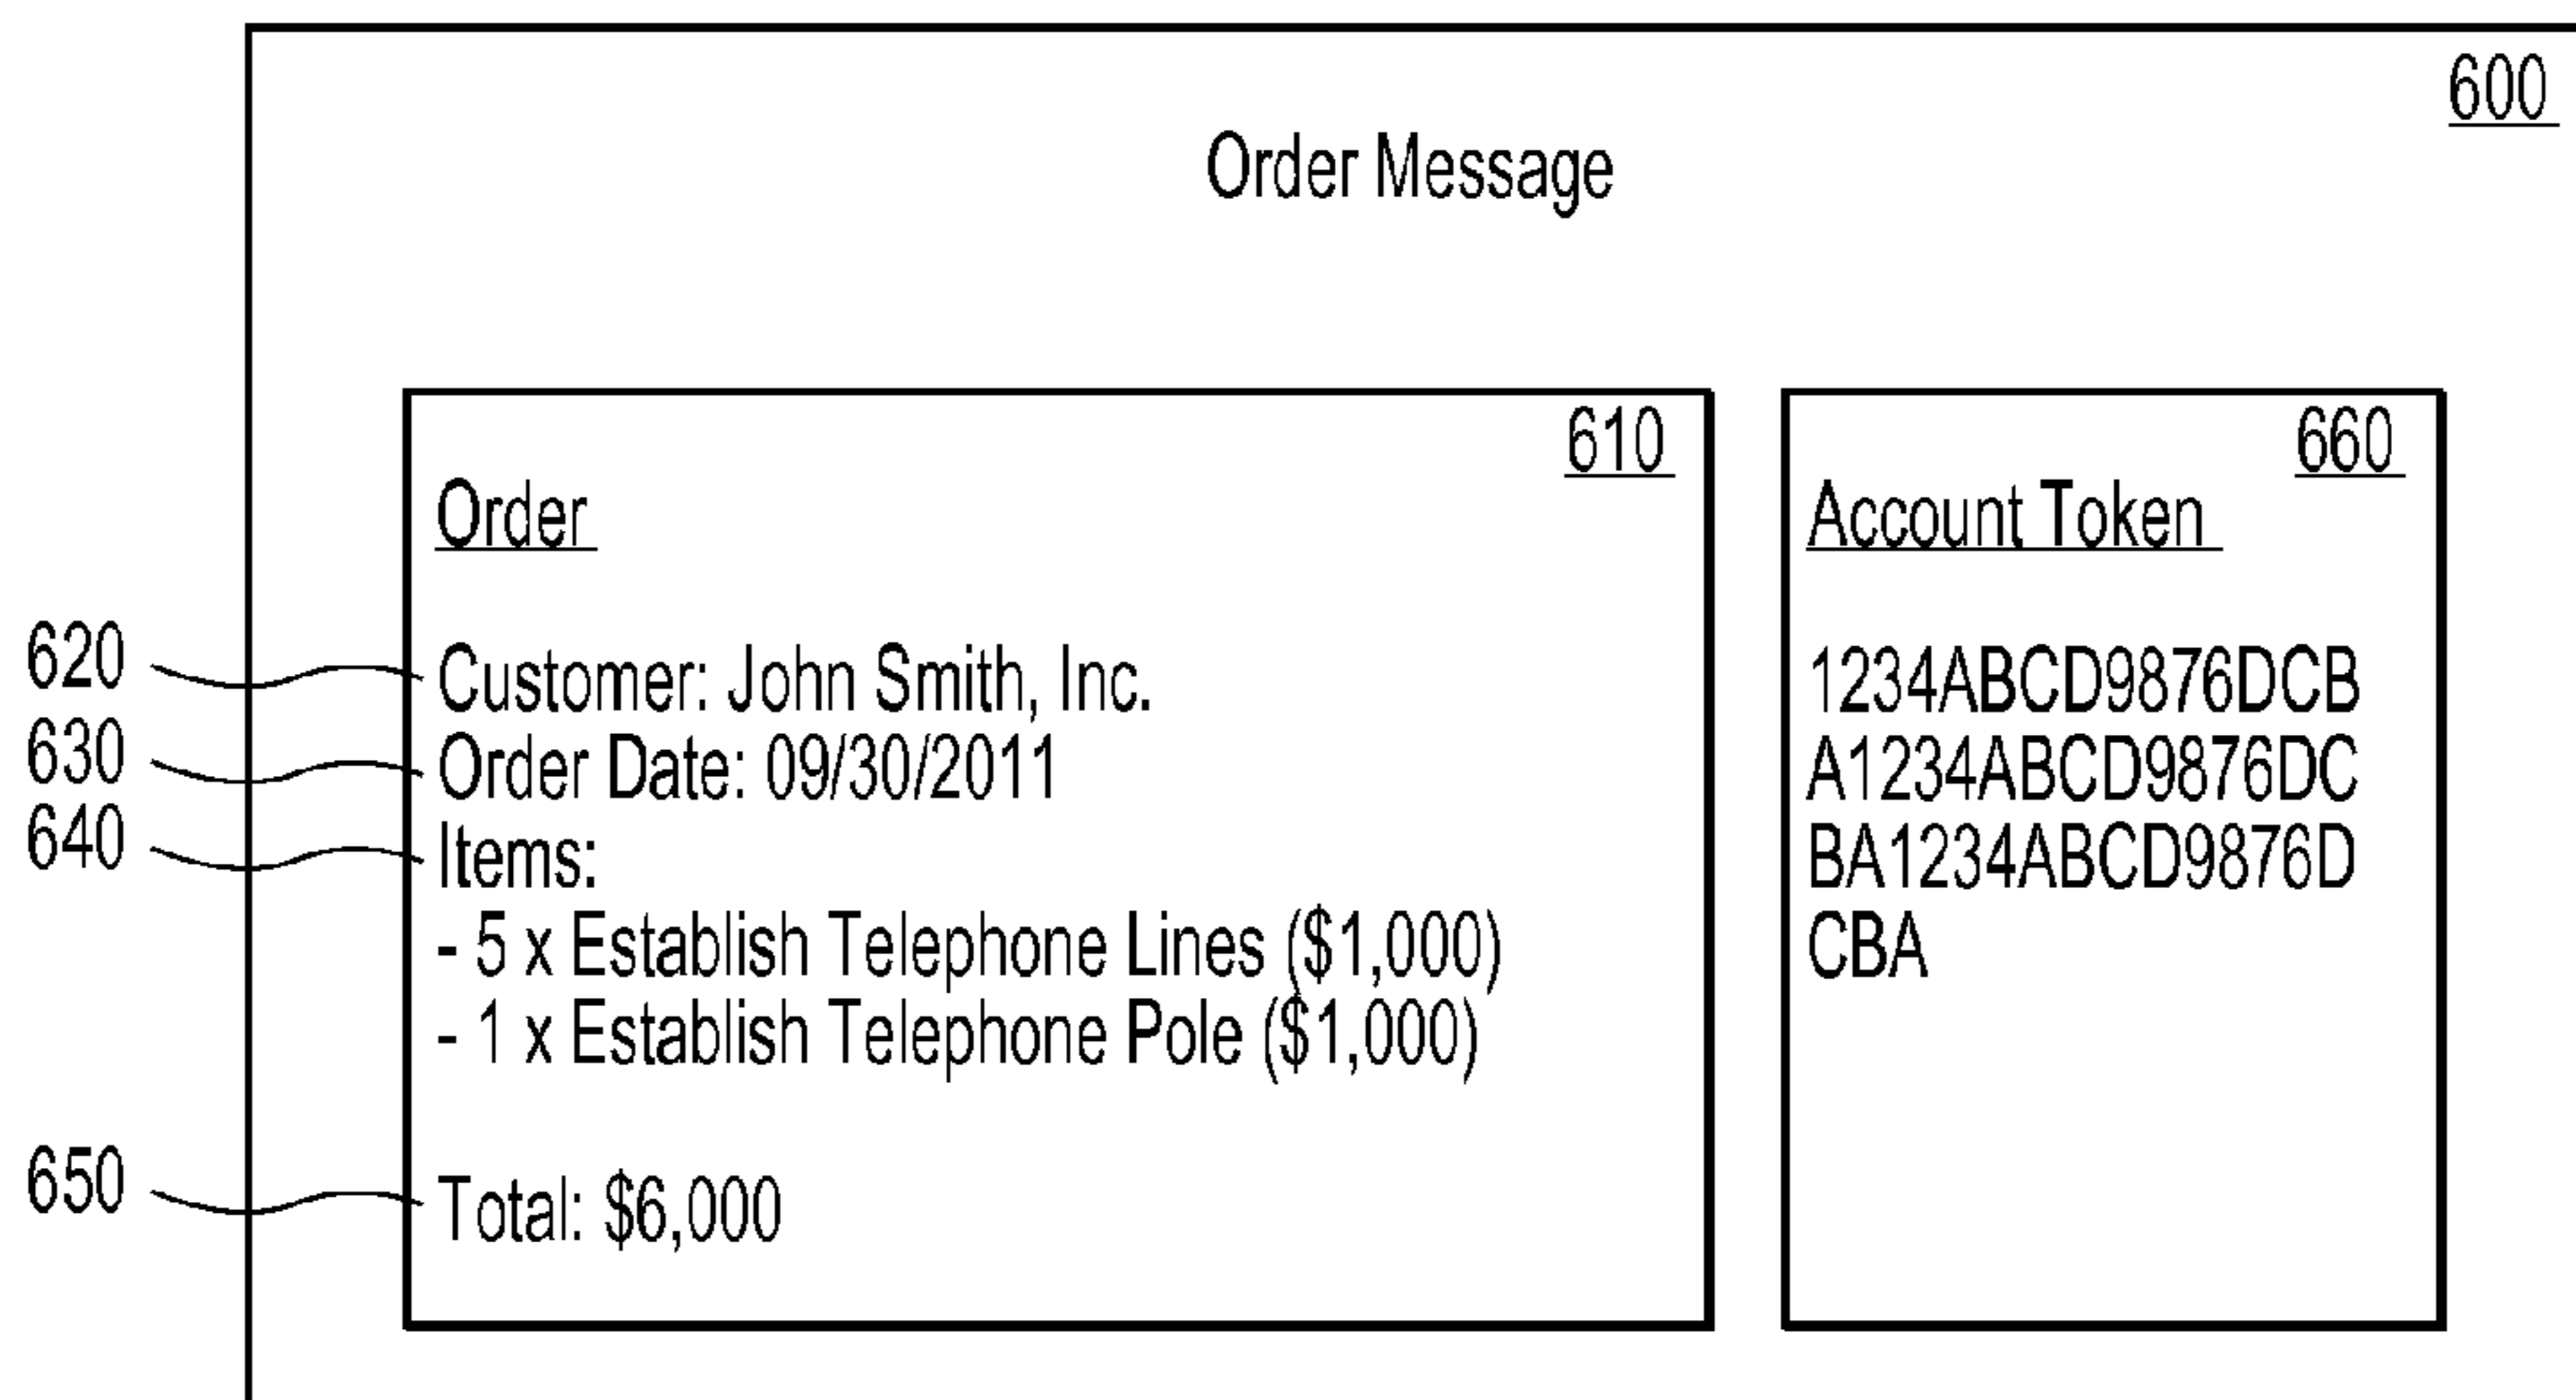 600
Order Message
610
Order
620
Customer: John Smith, Inc.
630
Order Date: 09/30/2011
640
Items:
- 5 x Establish Telephone Lines ($1,000)
- 1 x Establish Telephone Pole ($1,000)
650
Total: $6,000
660
Account Token
1234ABCD9876DCB
A1234ABCD9876DC
BA1234ABCD9876D
CBA